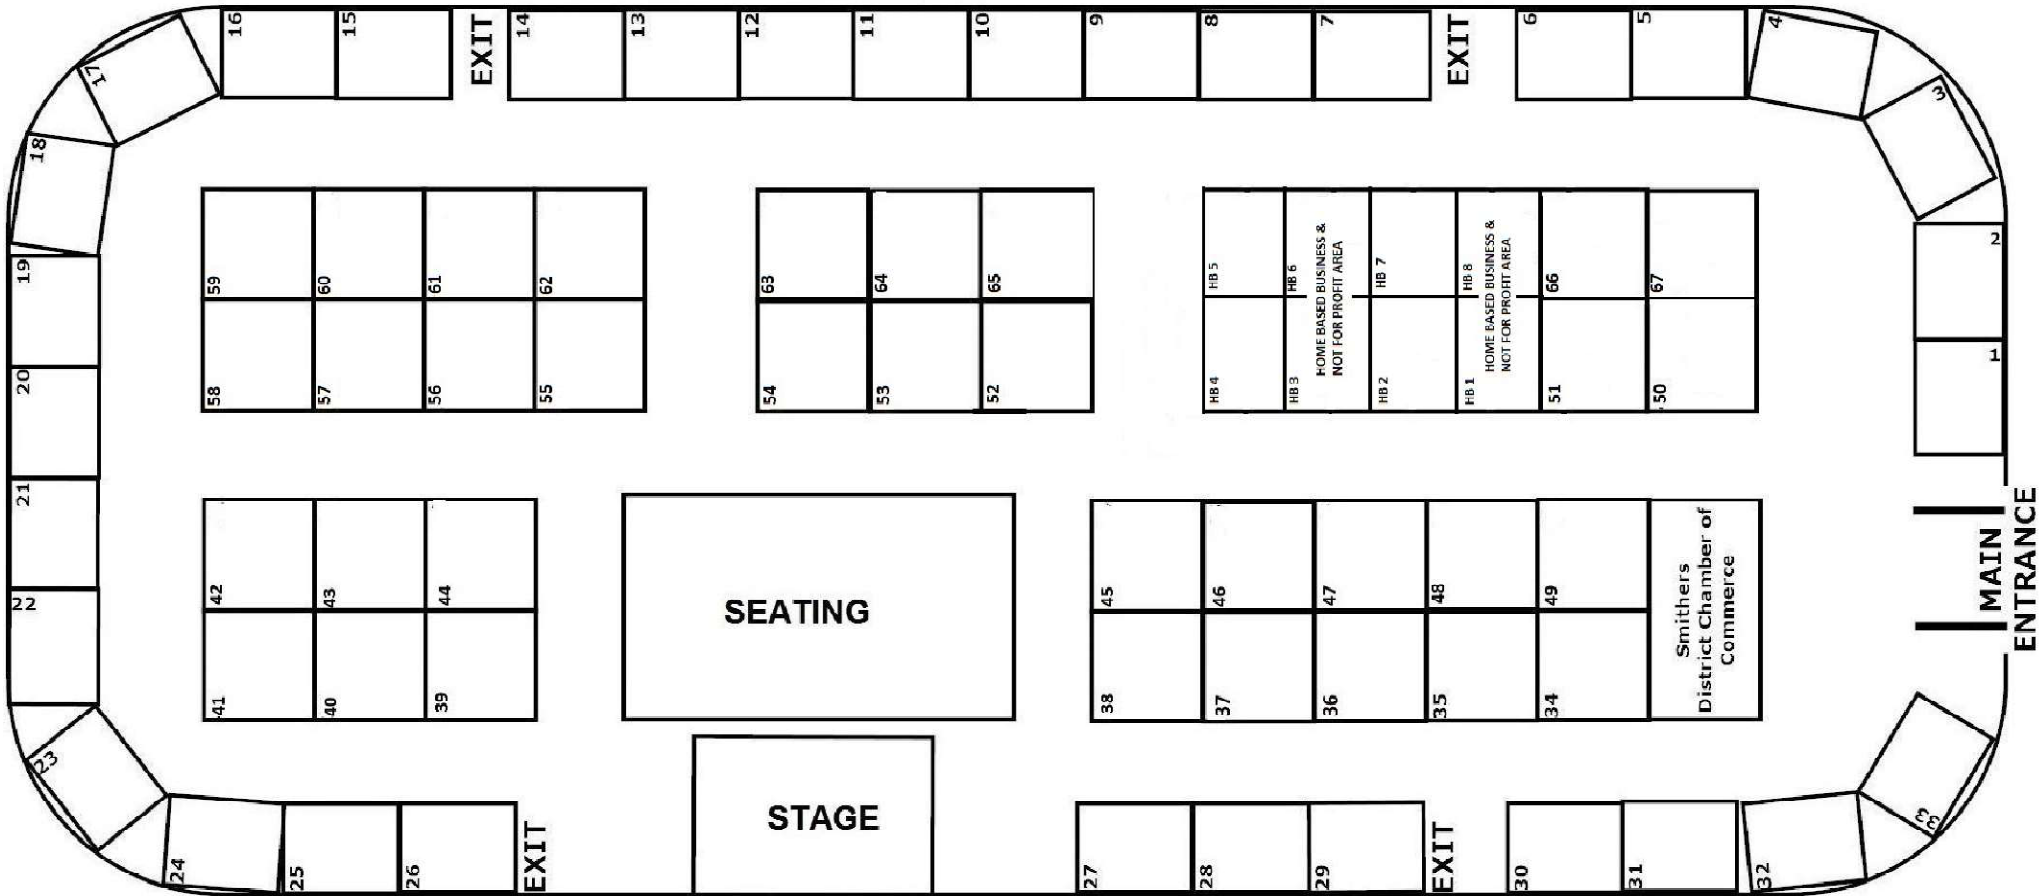 16
15
EXIT
14
13
12
11
10
9
8
7
EXIT
6
5
4
17
3
18
2
19
1
20
21
22
59
60
61
62
63
64
65
HB 5
HB 6
HOME BASED BUSINESS &
NOT FOR PROFIT AREA
HB 7
HB 8
HOME BASED BUSINESS &
NOT FOR PROFIT AREA
66
67
58
57
56
55
54
53
52
HB 4
HB 3
HB 2
HB 1
51
50
42
43
44
SEATING
45
46
47
48
49
Smithers
District Chamber of
Commerce
MAIN
ENTRANCE
41
40
39
38
37
36
35
34
23
STAGE
33
24
25
26
EXIT
27
28
29
EXIT
30
31
32